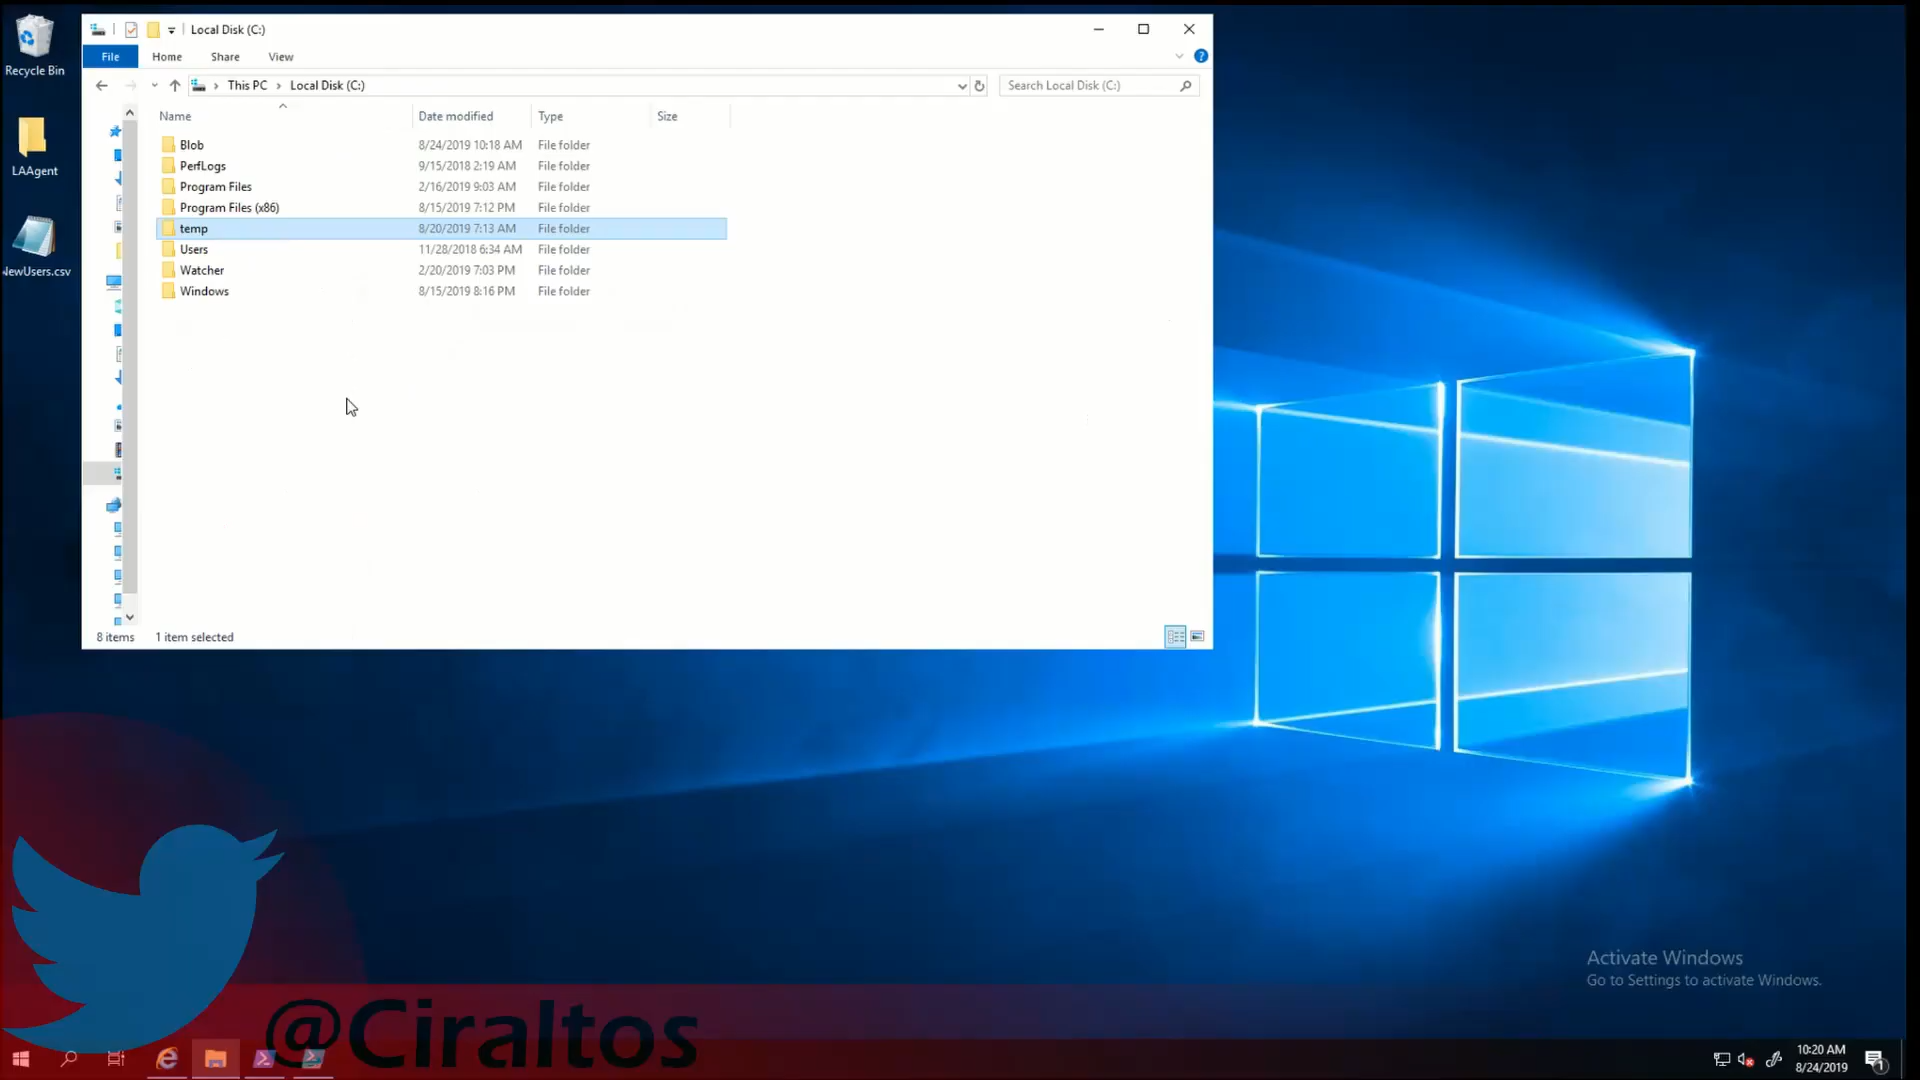 Recycle Bin
LAAgent
NewUsers.csv
Local Disk (C:)
File Home Share View
This PC Local Disk (C:)
Search Local Disk (C:)
Name Date modified Type Size
Blob 8/24/2019 10:18 AM File folder
PerfLogs 9/15/2018 2:19 AM File folder
Program Files 2/16/2019 9:03 AM File folder
Program Files (x86) 8/15/2019 7:12 PM File folder
temp 8/20/2019 7:13 AM File folder
Users 11/28/2018 6:34 AM File folder
Watcher 2/20/2019 7:03 PM File folder
Windows 8/15/2019 8:16 PM File folder
8 items 1 item selected
Activate Windows
Go to Settings to activate Windows.
@Ciraltos
10:20 AM
8/24/2019
1